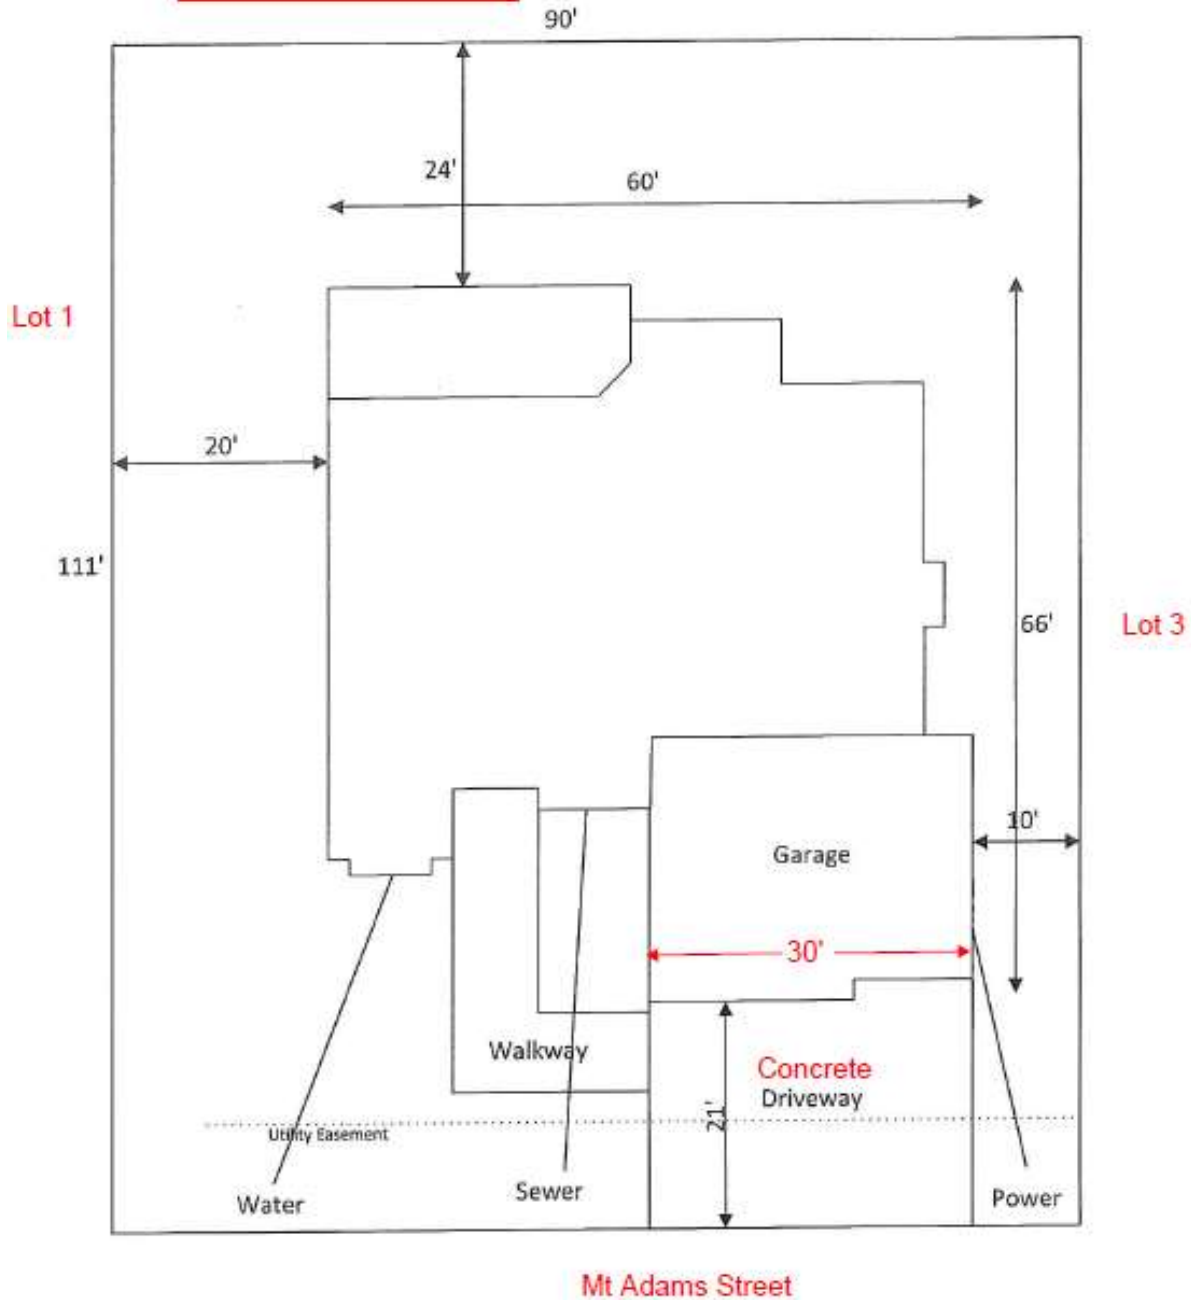 90'
24'
60'
Lot 1
20'
111'
66'
Lot 3
10'
Garage
30'
Walkway
Concrete
Driveway
21'
Utility Easement
Water
Sewer
Power
Mt Adams Street